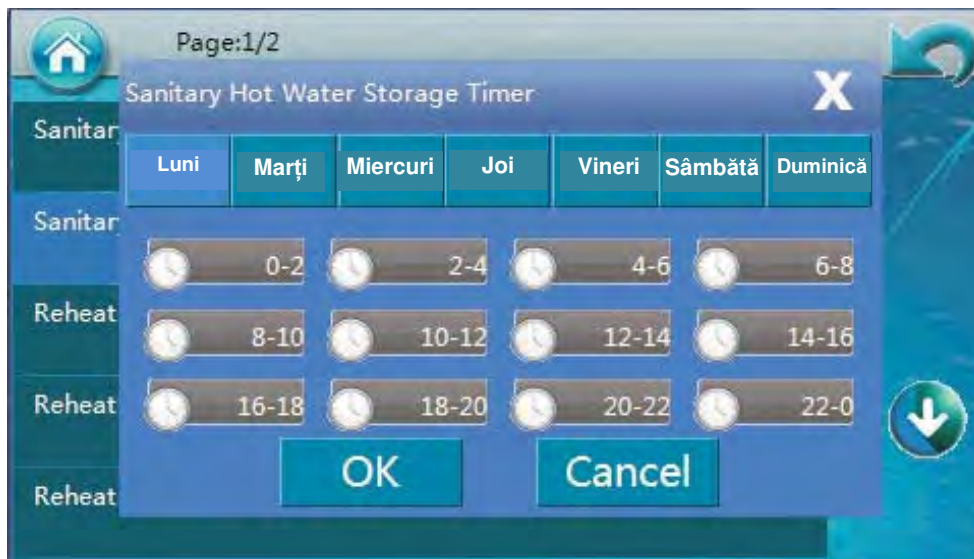 Page:1/2
Sanitary Hot Water Storage Timer
X
Sanitar
Luni Marți Miercuri Joi Vineri Sâmbătă Duminică
Sanitar
0-2 2-4 4-6 6-8
Reheat
8-10 10-12 12-14 14-16
Reheat
16-18 18-20 20-22 22-0
OK Cancel
Reheat